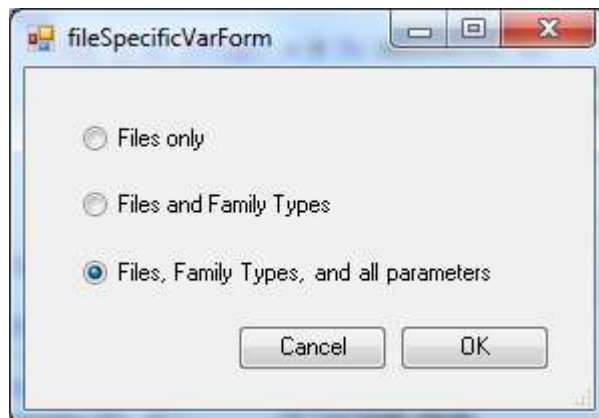 fileSpecificVarForm
Files only
Files and Family Types
Files, Family Types, and all parameters
Cancel OK